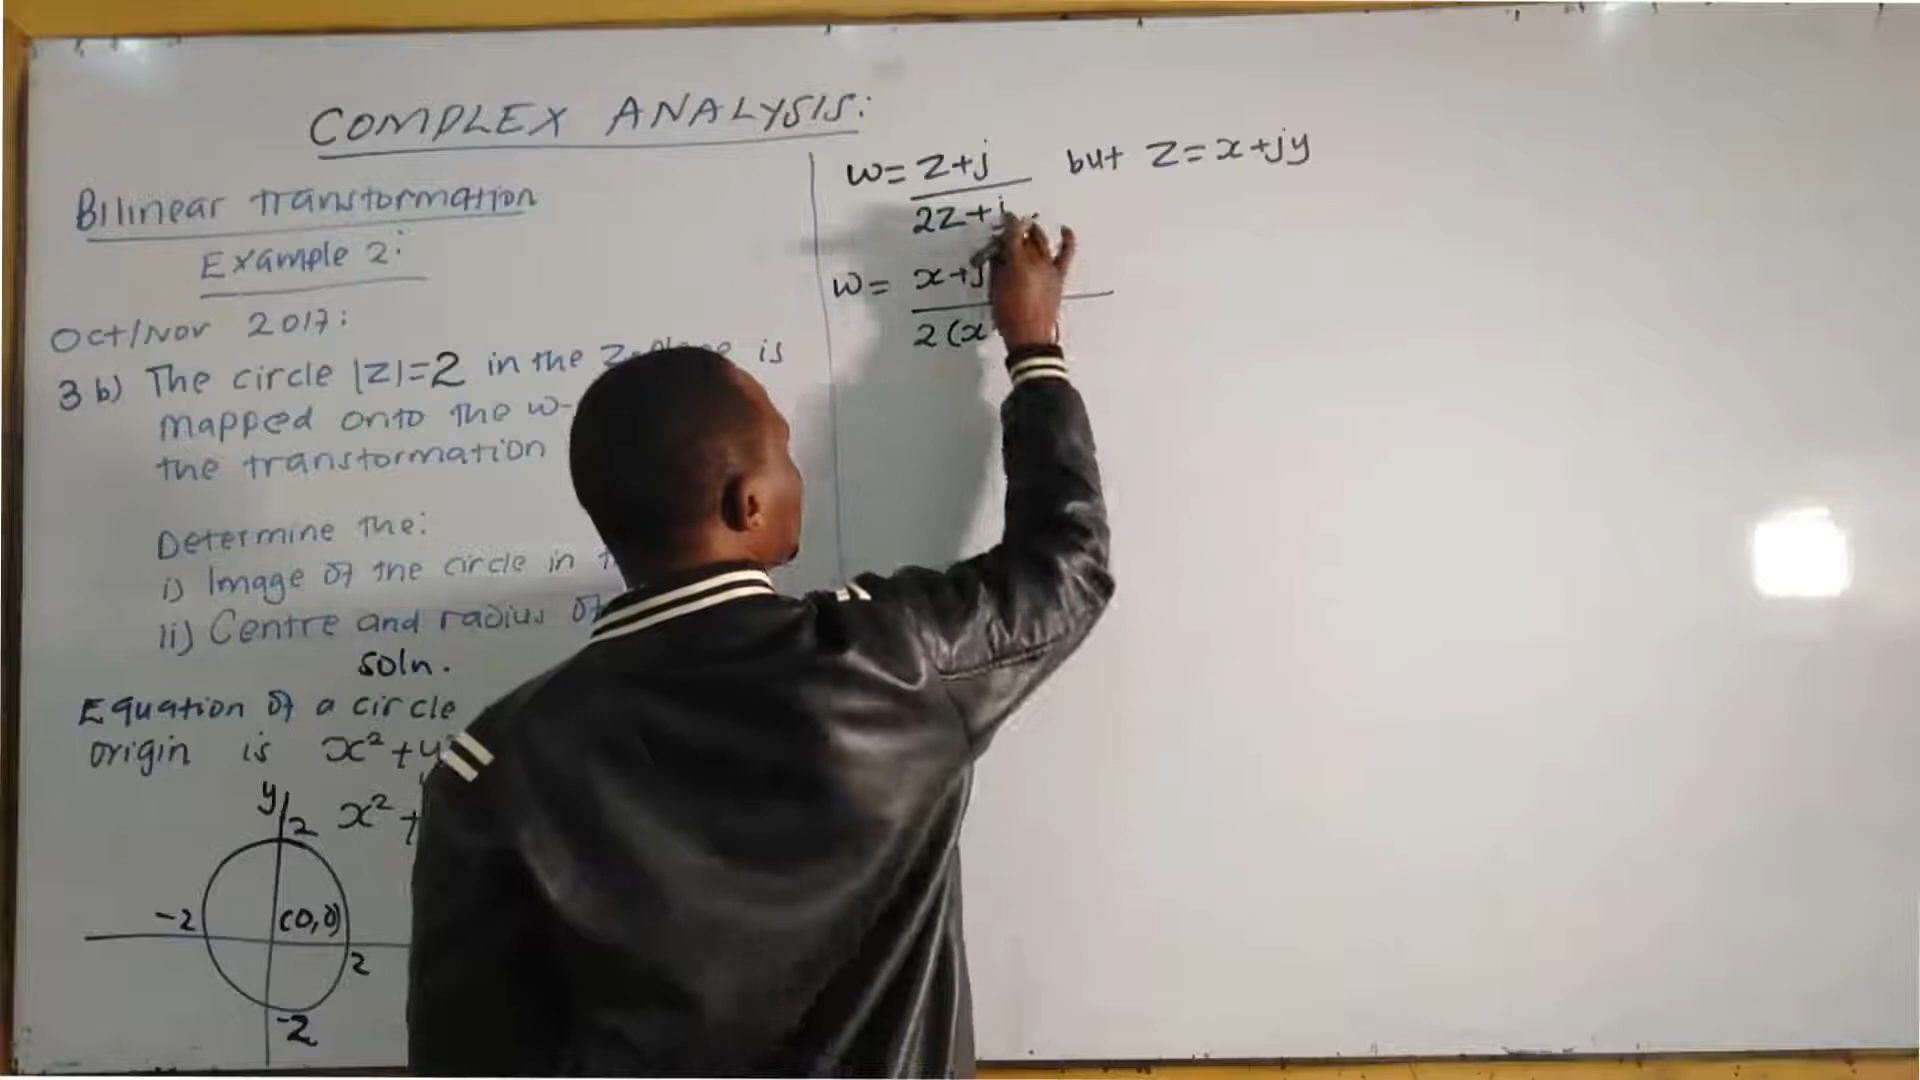 COMPLEX ANALYSIS:
Bilinear transformation
Example 2:
Oct/Nov 2017:
3 b) The circle |z|=2 in the is
mapped onto the w-
the transformation
Determine the:
i) Image of the circle in
ii) Centre and radius of
soln.
Equation of a circle
origin is x² + y²
x² +
y
2
-2
(0,0)
2
-2
w = z+j but z = x+jy
2z+j
w = x+j
2(x